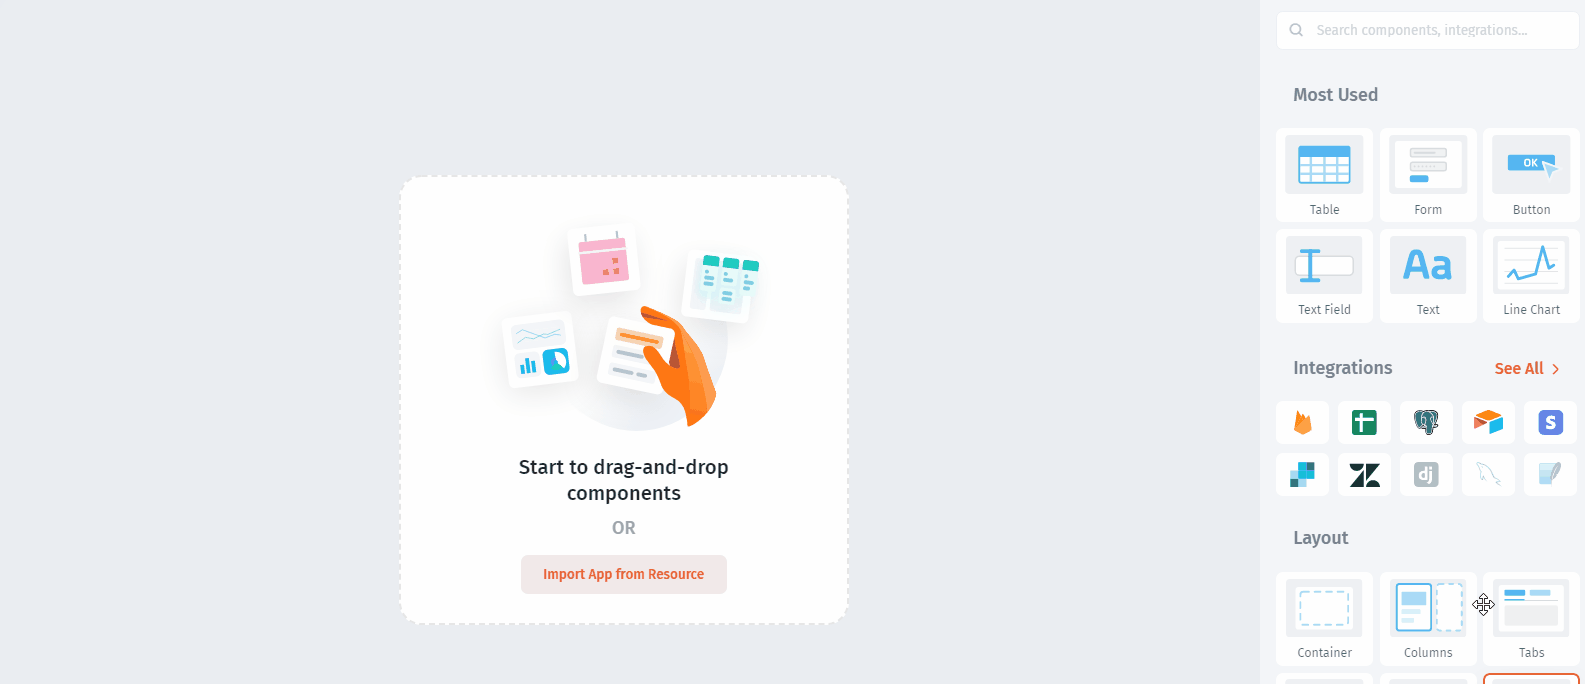 Search components, integrations...
Most Used
Table
Form
OK
Button
Text Field
Aa
Text
Line Chart
Integrations
See All
S
dj
Start to drag-and-drop
components
OR
Import App from Resource
Layout
Container
Columns
Tabs